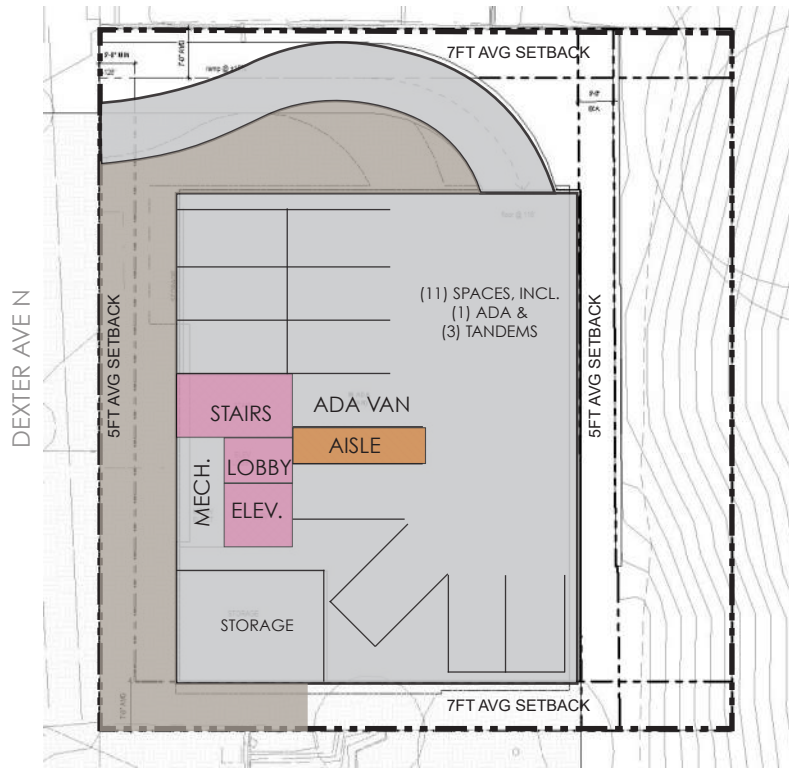 7FT AVG SETBACK
DEXTER AVE N
5FT AVG SETBACK
(11) SPACES, INCL.
(1) ADA &
(3) TANDEMS
5FT AVG SETBACK
STAIRS
ADA VAN
AISLE
LOBBY
MECH.
ELEV.
STORAGE
STORAGE
7FT AVG SETBACK